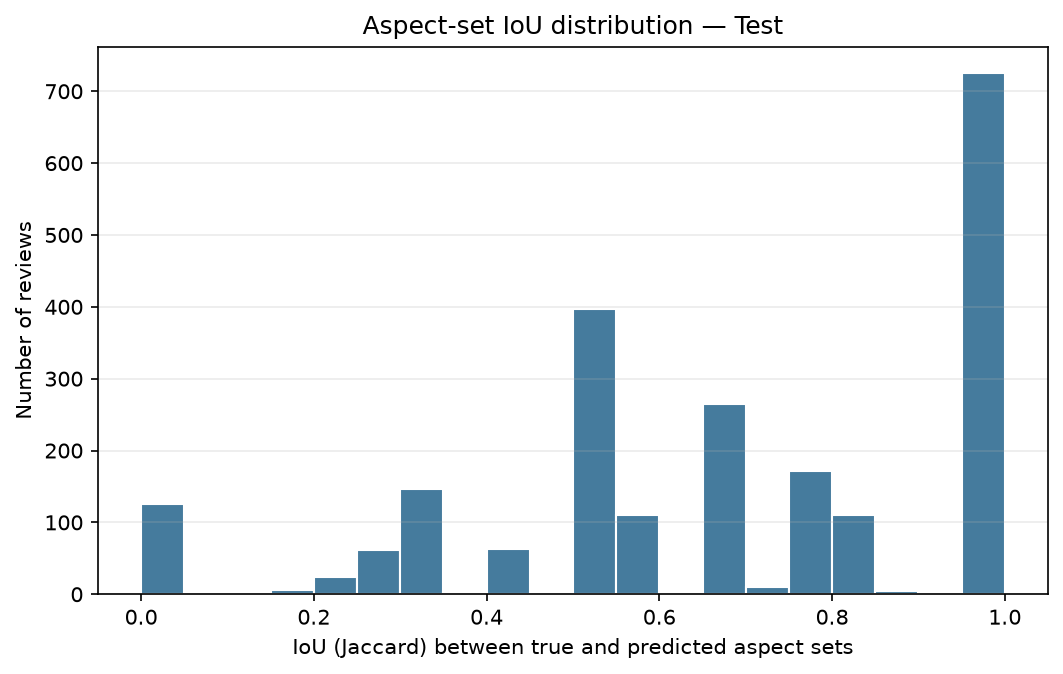 Aspect-set IoU distribution — Test
Number of reviews
700
600
500
400
300
200
100
0
0.0 0.2 0.4 0.6 0.8 1.0
IoU (Jaccard) between true and predicted aspect sets